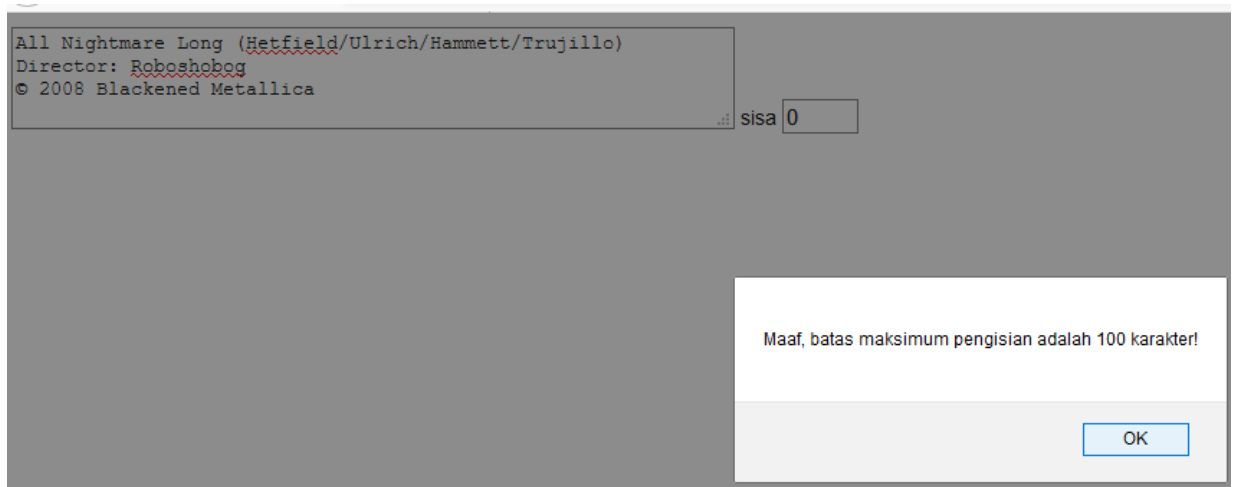 All Nightmare Long (Hetfield/Ulrich/Hammett/Trujillo)
Director: Roboshobog
© 2008 Blackened Metallica
sisa 0
Maaf, batas maksimum pengisian adalah 100 karakter!
OK